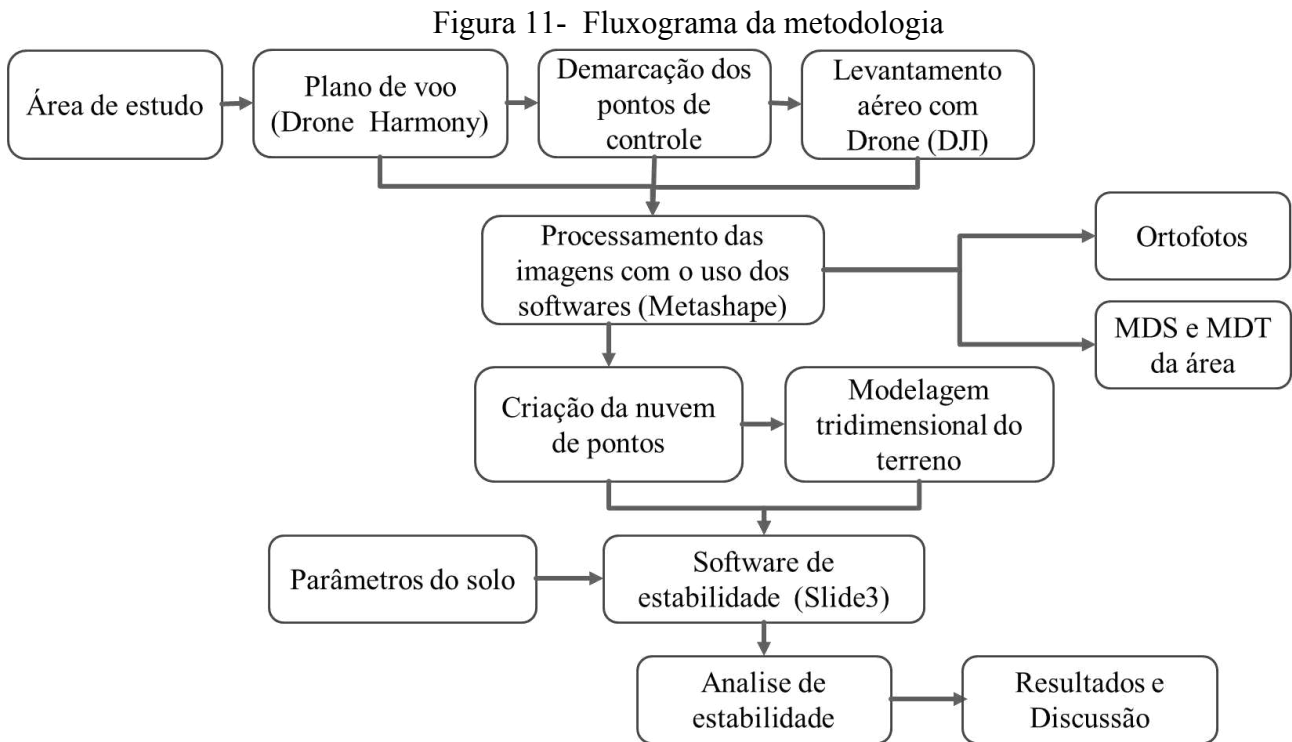 Figura 11- Fluxograma da metodologia
Área de estudo
Plano de voo
(Drone Harmony)
Demarcação dos
pontos de
controle
Levantamento
aéreo com
Drone (DJI)
Processamento das
imagens com o uso dos
softwares (Metashape)
Ortofotos
MDS e MDT
da área
Criação da nuvem
de pontos
Modelagem
tridimensional do
terreno
Parâmetros do solo
Software de
estabilidade (Slide3)
Analise de
estabilidade
Resultados e
Discussão